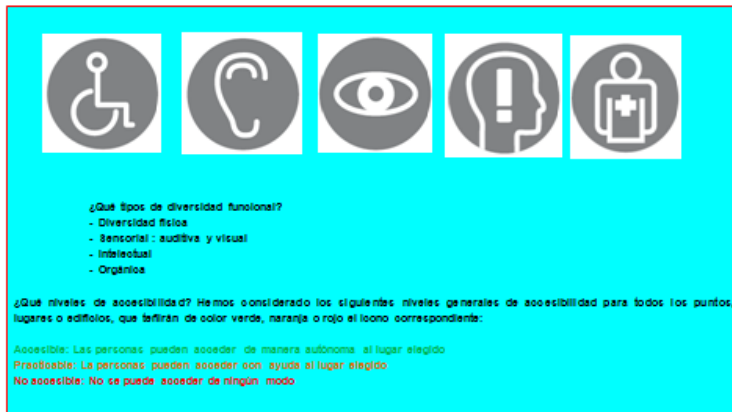 ¿Qué tipos de diversidad funcional?
- Diversidad física
- Sensorial : auditiva y visual
- Intelectual
- Orgánica
¿Qué niveles de accesibilidad? Hemos considerado los siguientes niveles generales de accesibilidad para todos los puntos,
lugares o edificios, que teñirán de color verde, naranja o rojo el icono correspondiente:
Accesible: Las personas pueden acceder de manera autónoma al lugar elegido
Practicable: La personas pueden acceder con ayuda al lugar elegido
No accesible: No se puede acceder de ningún modo